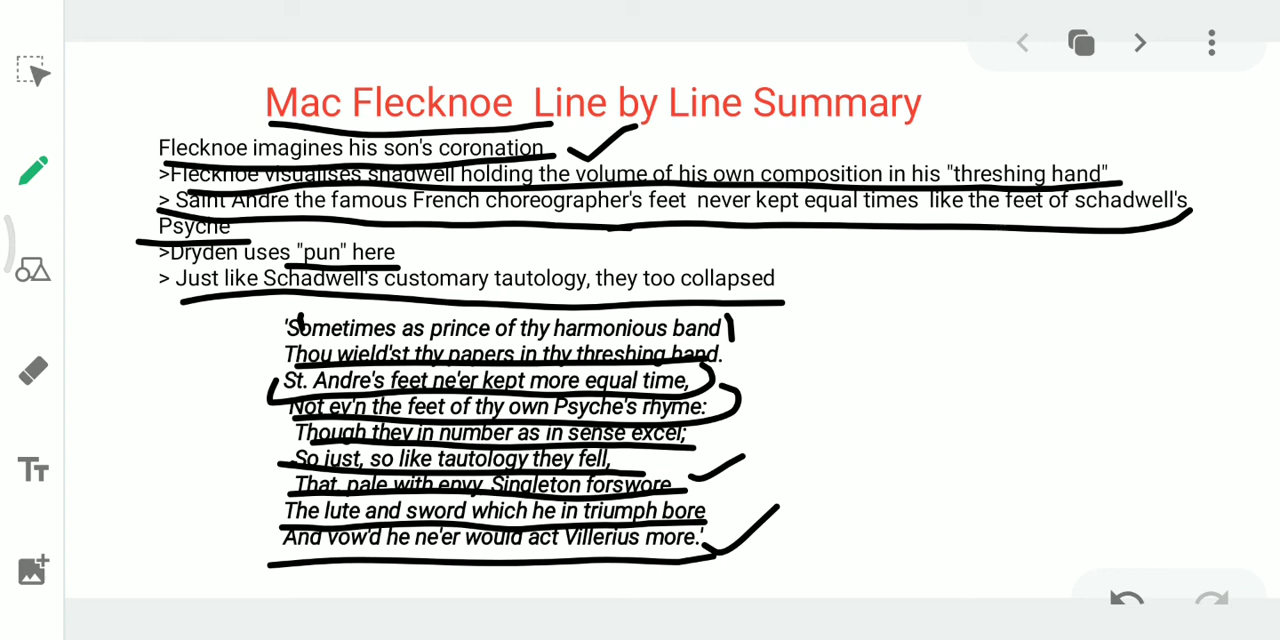 Mac Flecknoe Line by Line Summary
Flecknoe imagines his son's coronation
>Flecknoe visualises shadwell holding the volume of his own composition in his "threshing hand"
> Saint Andre the famous French choreographer's feet never kept equal times like the feet of schadwell's
Psyche
>Dryden uses "pun" here
> Just like Schadwell's customary tautology, they too collapsed
'Sometimes as prince of thy harmonious band
Thou wield'st thy papers in thy threshing hand.
St. Andre's feet ne'er kept more equal time,
Not ev'n the feet of thy own Psyche's rhyme:
Though they in number as in sense excel;
So just, so like tautology they fell,
That, pale with envy, Singleton forswore
The lute and sword which he in triumph bore
And vow'd he ne'er would act Villerius more.'
TT